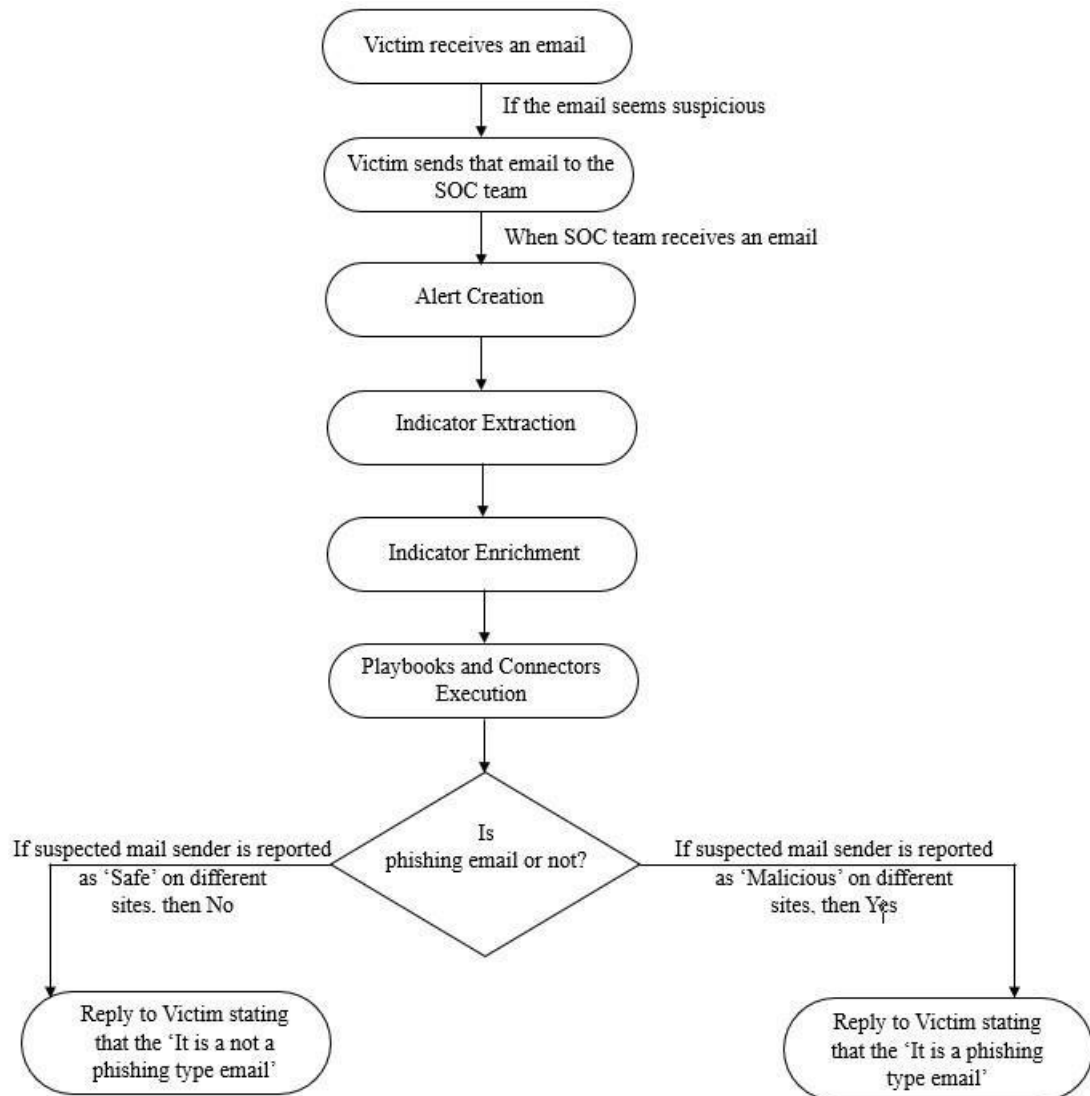 Victim receives an email
If the email seems suspicious
Victim sends that email to the
SOC team
When SOC team receives an email
Alert Creation
Indicator Extraction
Indicator Enrichment
Playbooks and Connectors
Execution
Is
phishing email or not?
If suspected mail sender is reported
as ‘Safe’ on different
sites, then No
If suspected mail sender is reported
as ‘Malicious’ on different
sites, then Yes
Reply to Victim stating
that the ‘It is a not a
phishing type email’
Reply to Victim stating
that the ‘It is a phishing
type email’